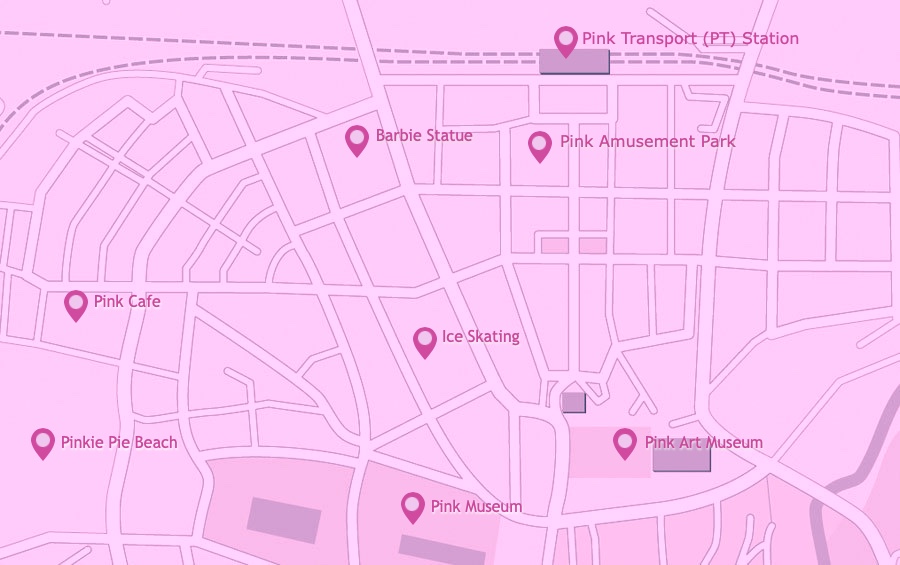 Pink Transport (PT) Station
Barbie Statue
Pink Amusement Park
Pink Cafe
Ice Skating
Pinkie Pie Beach
Pink Art Museum
Pink Museum